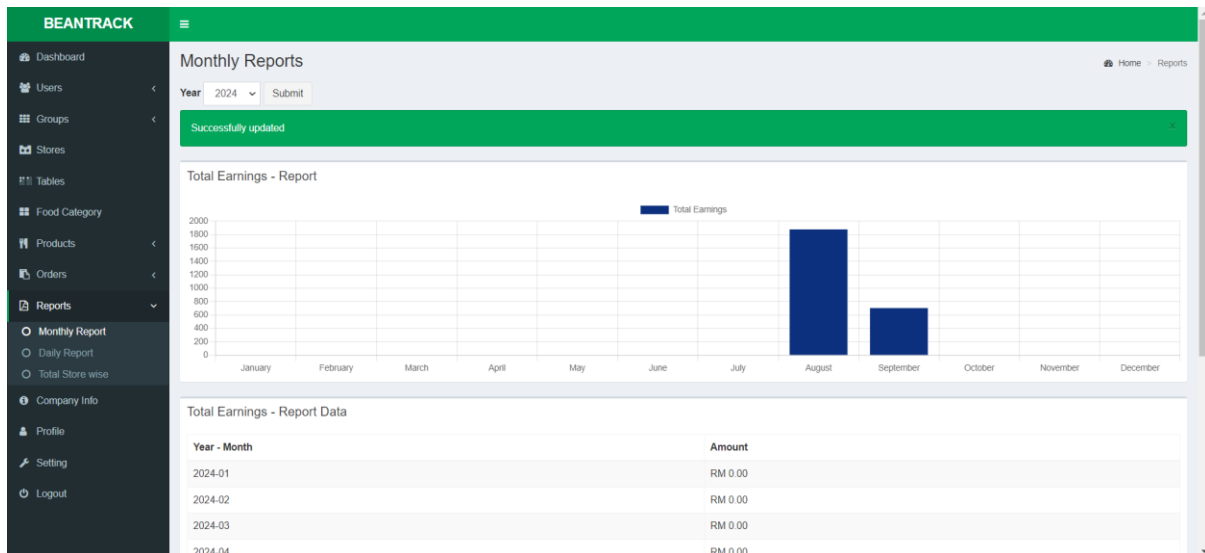 BEANTRACK
Dashboard
Users
Groups
Stores
Tables
Food Category
Products
Orders
Reports
Monthly Report
Daily Report
Total Store wise
Company Info
Profile
Setting
Logout
Monthly Reports
Home > Reports
Year 2024 Submit
Successfully updated ×
Total Earnings - Report
Total Earnings
2000
1800
1600
1400
1200
1000
800
600
400
200
0
January February March April May June July August September October November December
Total Earnings - Report Data
Year - Month Amount
2024-01 RM 0.00
2024-02 RM 0.00
2024-03 RM 0.00
2024-04 RM 0.00